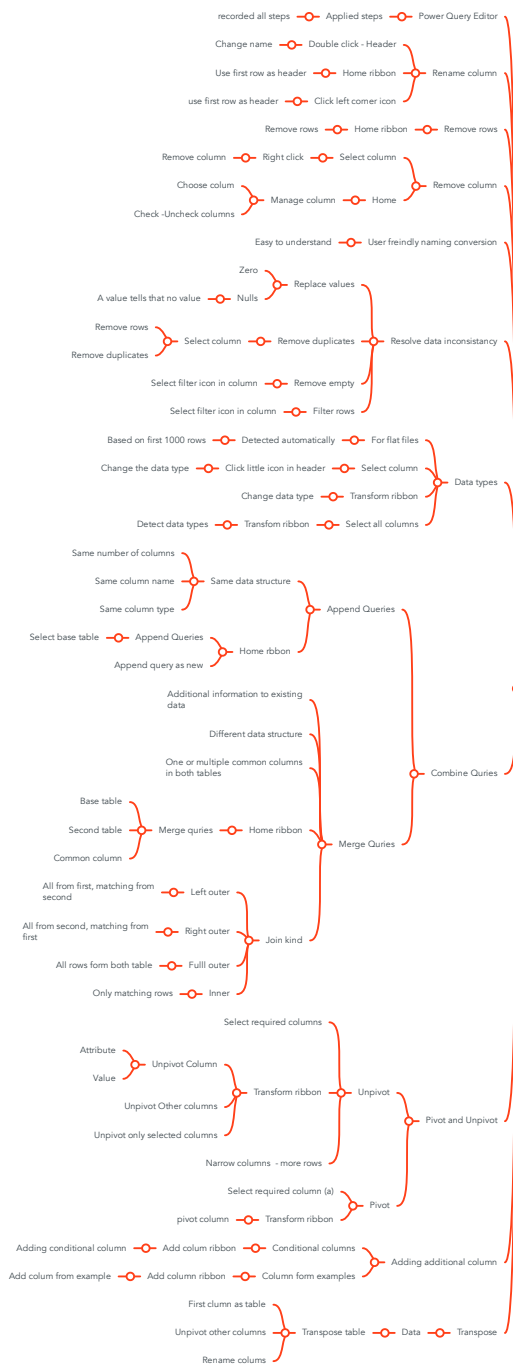 recorded all steps
Applied steps
Power Query Editor
Change name
Double click - Header
Use first row as header
Home ribbon
Rename column
use first row as header
Click left corner icon
Remove rows
Home ribbon
Remove rows
Remove column
Right click
Select column
Choose colum
Manage column
Home
Remove column
Check -Uncheck columns
Easy to understand
User freindly naming conversion
Zero
Replace values
A value tells that no value
Nulls
Remove rows
Select column
Remove duplicates
Resolve data inconsistancy
Remove duplicates
Select filter icon in column
Remove empty
Select filter icon in column
Filter rows
Based on first 1000 rows
Detected automatically
For flat files
Change the data type
Click little icon in header
Select column
Data types
Change data type
Transform ribbon
Detect data types
Transfom ribbon
Select all columns
Same number of columns
Same column name
Same data structure
Same column type
Append Queries
Select base table
Append Queries
Home rbbon
Append query as new
Additional information to existing
data
Different data structure
One or multiple common columns
in both tables
Combine Quries
Base table
Second table
Merge quries
Home ribbon
Merge Quries
Common column
All from first, matching from
second
Left outer
All from second, matching from
first
Right outer
Join kind
All rows form both table
Fulll outer
Only matching rows
Inner
Select required columns
Attribute
Unpivot Column
Value
Transform ribbon
Unpivot
Unpivot Other columns
Pivot and Unpivot
Unpivot only selected columns
Narrow columns - more rows
Select required column (a)
Pivot
pivot column
Transform ribbon
Adding conditional column
Add colum ribbon
Conditional columns
Adding additional column
Add colum from example
Add column ribbon
Column form examples
First clumn as table
Unpivot other columns
Transpose table
Data
Transpose
Rename colums